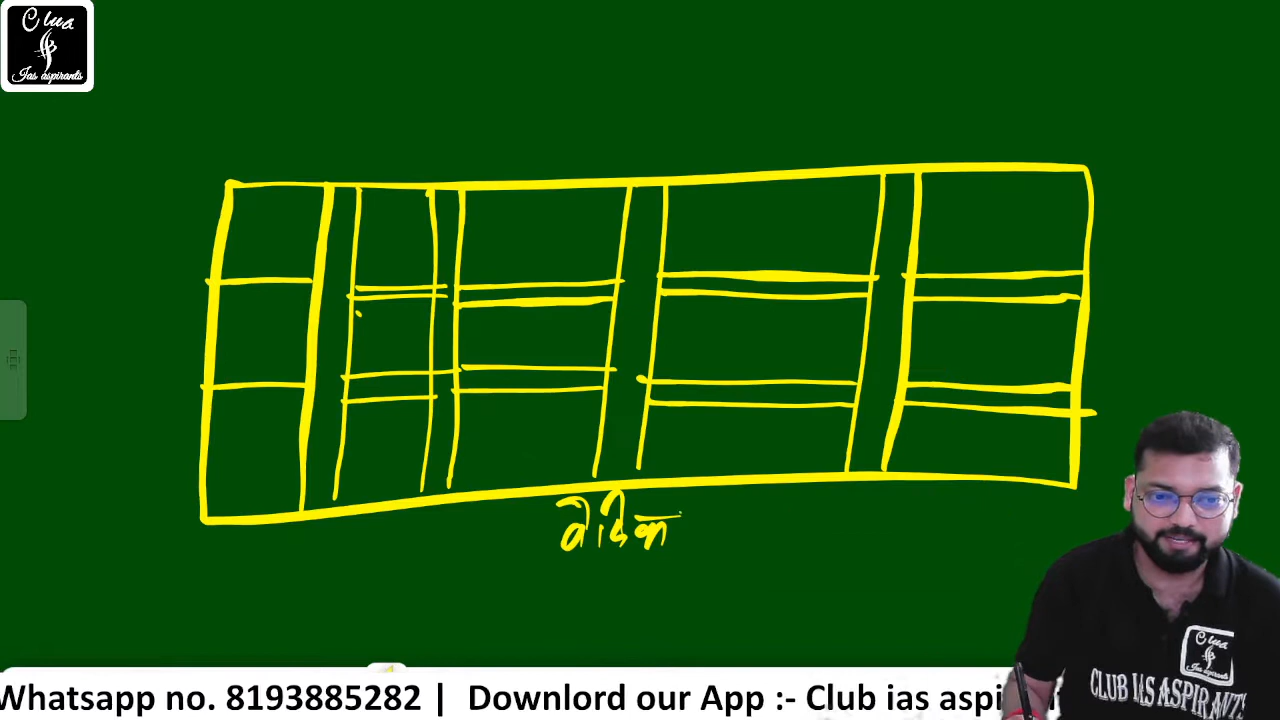 Club
Ias aspirants
वैदिक
Club
CLUB IAS ASPIRANTS
Whatsapp no. 8193885282 | Downlord our App :- Club ias aspi